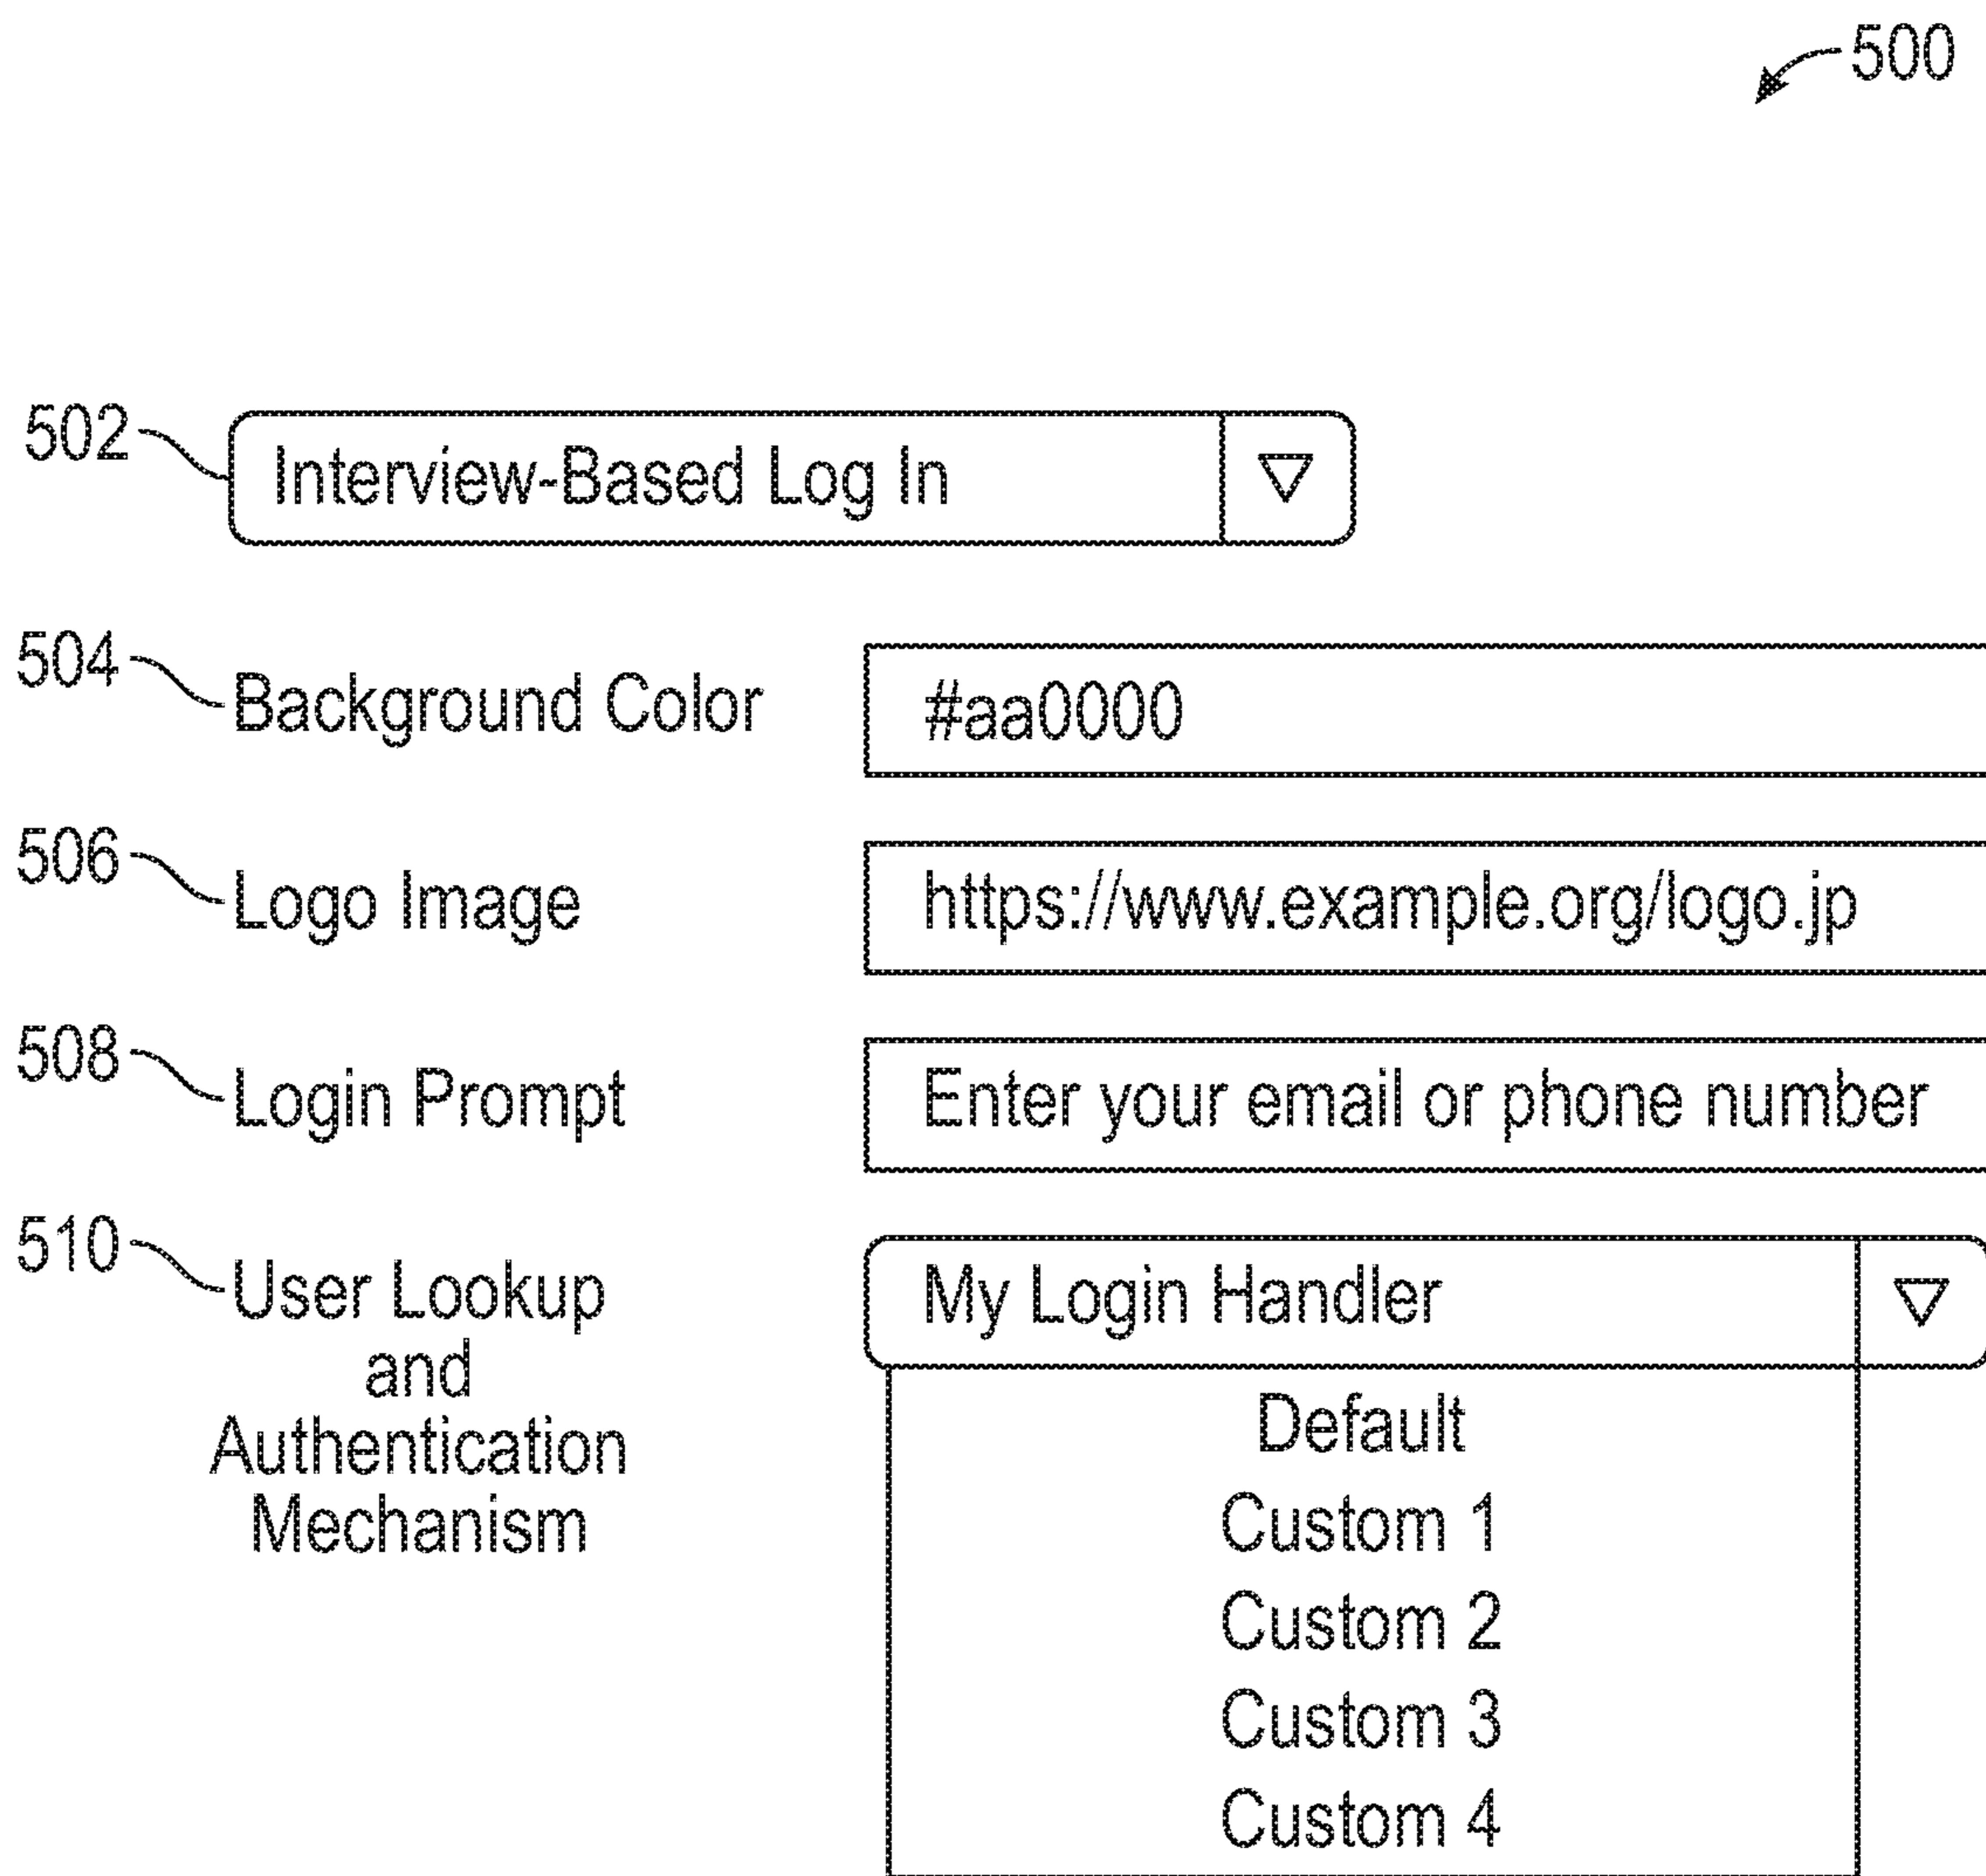 500
502 Interview-Based Log In
504 Background Color #aa0000
506 Logo Image https://www.example.org/logo.jp
508 Login Prompt Enter your email or phone number
510 User Lookup My Login Handler
and
Authentication
Mechanism
Default
Custom 1
Custom 2
Custom 3
Custom 4